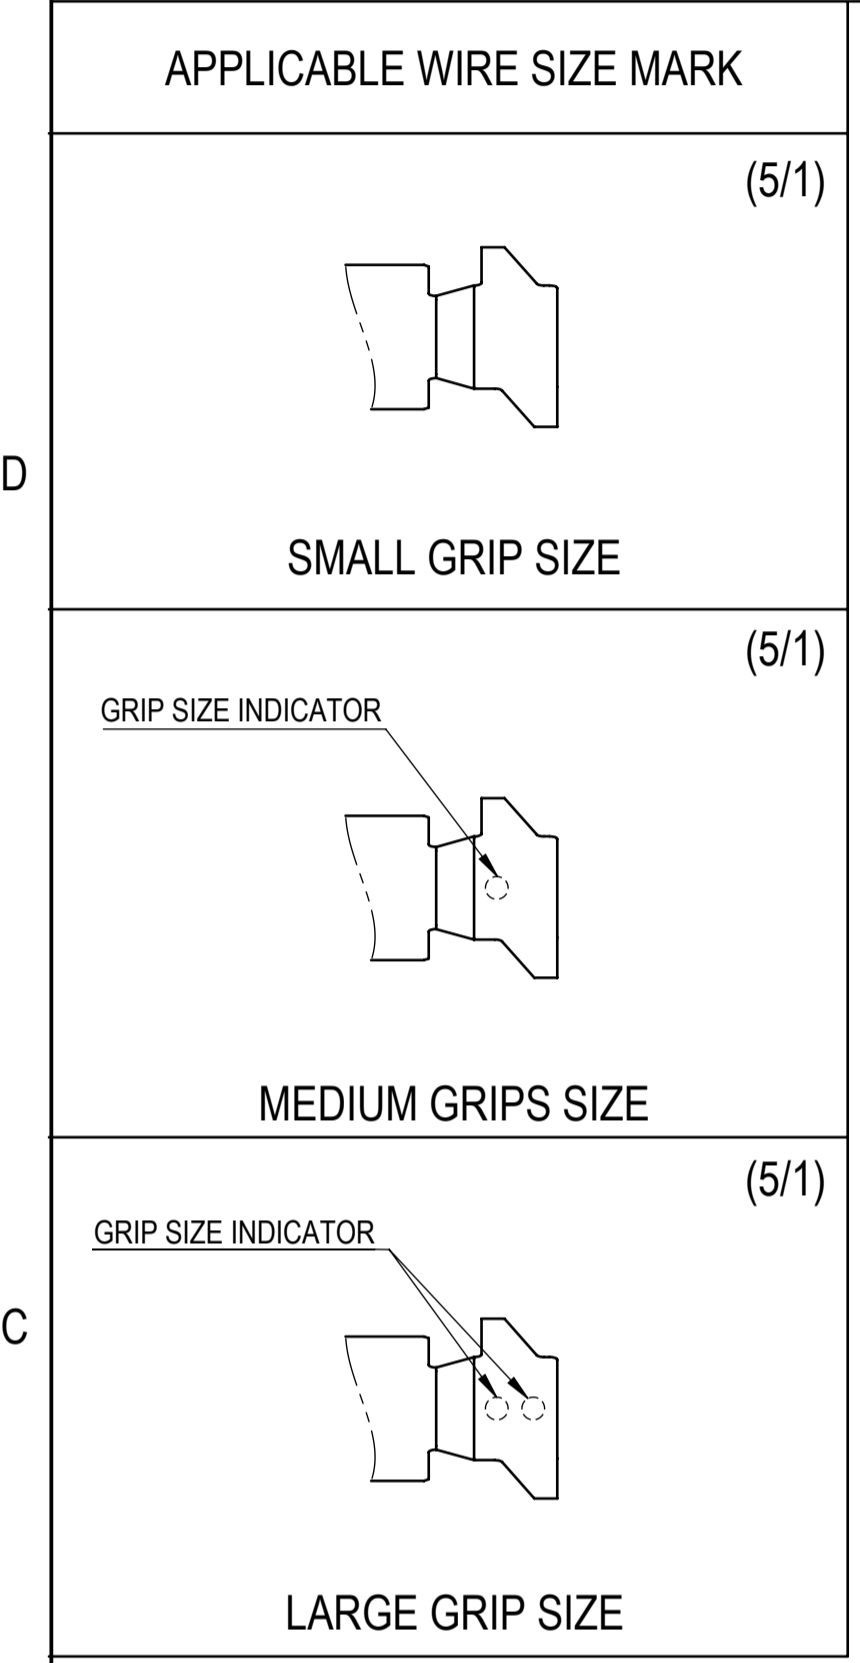 APPLICABLE WIRE SIZE MARK
(5/1)
D
SMALL GRIP SIZE
(5/1)
GRIP SIZE INDICATOR
MEDIUM GRIPS SIZE
(5/1)
GRIP SIZE INDICATOR
C
LARGE GRIP SIZE